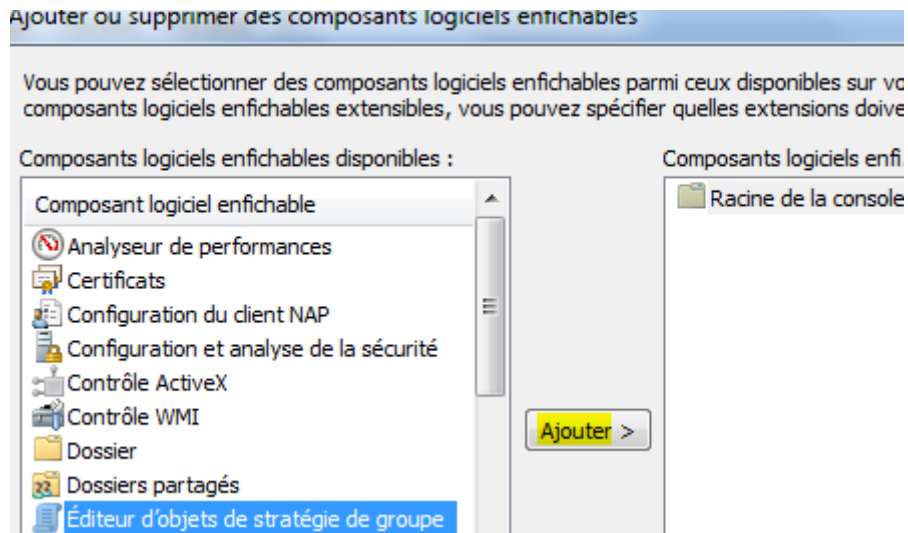 Ajouter ou supprimer des composants logiciels enfichables
Vous pouvez sélectionner des composants logiciels enfichables parmi ceux disponibles sur vo
composants logiciels enfichables extensibles, vous pouvez spécifier quelles extensions doive
Composants logiciels enfichables disponibles :
Composants logiciels enfi.
Composant logiciel enfichable
Racine de la console
Analyseur de performances
Certificats
Configuration du client NAP
Configuration et analyse de la sécurité
Contrôle ActiveX
Contrôle WMI
Ajouter >
Dossier
Dossiers partagés
Éditeur d'objets de stratégie de groupe